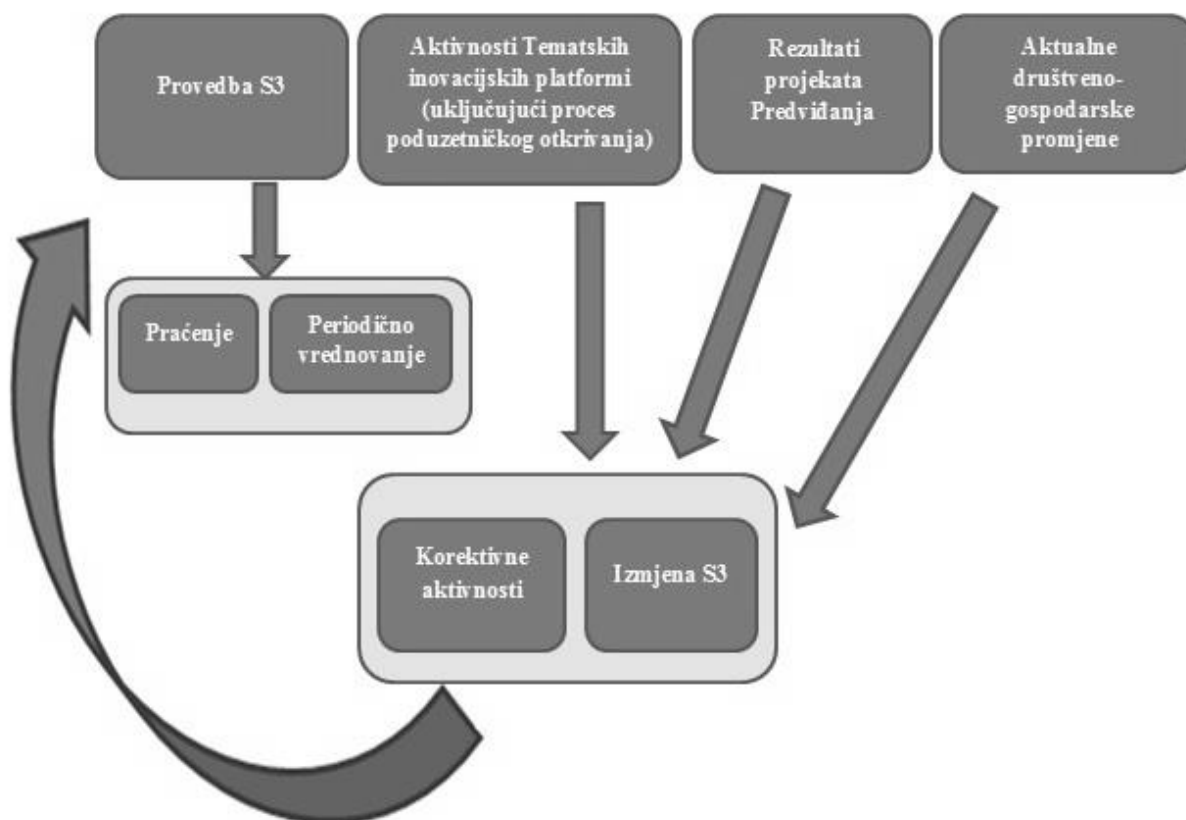 Provedba S3
Aktivnosti Tematskih
inovacijskih platformi
(uključujući proces
poduzetničkog otkrivanja)
Rezultati
projekata
Predviđanja
Aktualne
društveno-
gospodarske
promjene
Praćenje
Periodično
vrednovanje
Korektivne
aktivnosti
Izmjena S3